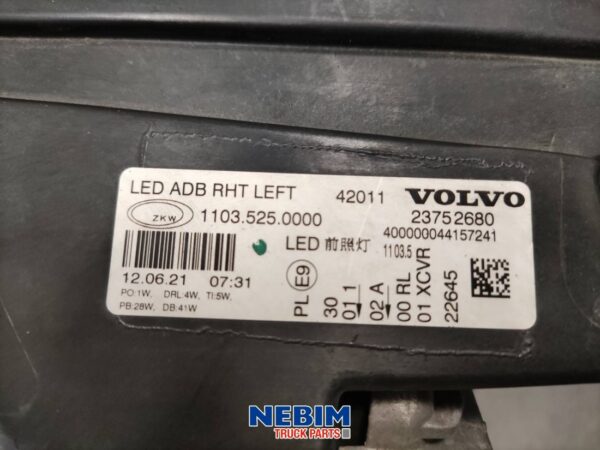 LED ADB RHT LEFT 42011 VOLVO
ZKW 1103.525.0000 23752680
400000044157241
LED 前照灯 1103.5
12.06.21 07:31
PO:1W, DRL:4W, TI:5W,
PB:28W, DB:41W
PL E9
30
01 1
02 A
00 RL
01 XCVR
22645
NEBIM
TRUCK PARTS